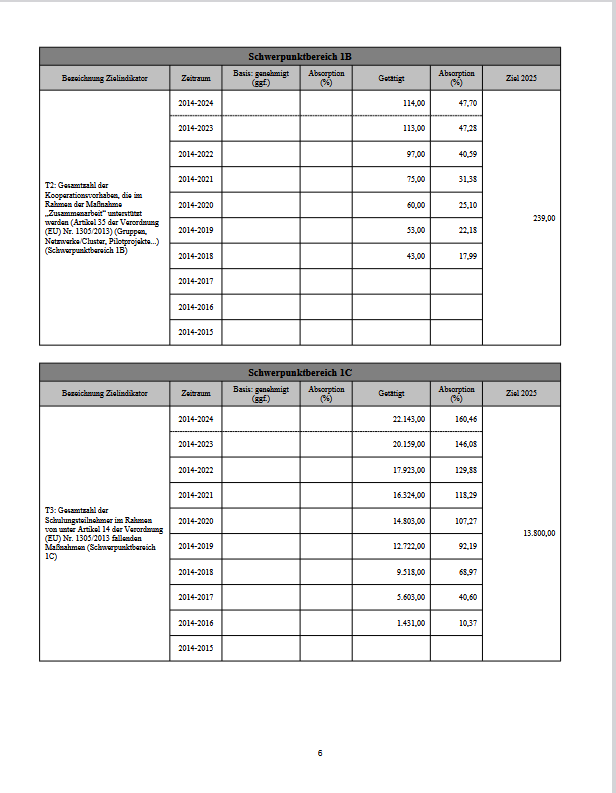 Schwerpunktbereich 1B
Bezeichnung Zielindikator Zeitraum Basis: genehmigt (ggf.) Absorption (%) Getätigt Absorption (%) Ziel 2025
T2: Gesamtzahl der
Kooperationsvorhaben, die im
Rahmen der Maßnahme
„Zusammenarbeit“ unterstützt
werden (Artikel 35 der Verordnung
(EU) Nr. 1305/2013) (Gruppen,
Netzwerke/Cluster, Pilotprojekte...)
(Schwerpunktbereich 1B)
2014-2024 114,00 47,70
2014-2023 113,00 47,28
2014-2022 97,00 40,59
2014-2021 75,00 31,38
2014-2020 60,00 25,10
2014-2019 53,00 22,18
2014-2018 43,00 17,99
2014-2017
2014-2016
2014-2015
239,00
Schwerpunktbereich 1C
Bezeichnung Zielindikator Zeitraum Basis: genehmigt (ggf.) Absorption (%) Getätigt Absorption (%) Ziel 2025
T3: Gesamtzahl der
Schulungsteilnehmer im Rahmen
von unter Artikel 14 der Verordnung
(EU) Nr. 1305/2013 fallenden
Maßnahmen (Schwerpunktbereich
1C)
2014-2024 22.143,00 160,46
2014-2023 20.159,00 146,08
2014-2022 17.923,00 129,88
2014-2021 16.324,00 118,29
2014-2020 14.803,00 107,27
2014-2019 12.722,00 92,19
2014-2018 9.518,00 68,97
2014-2017 5.603,00 40,60
2014-2016 1.431,00 10,37
2014-2015
13.800,00
6